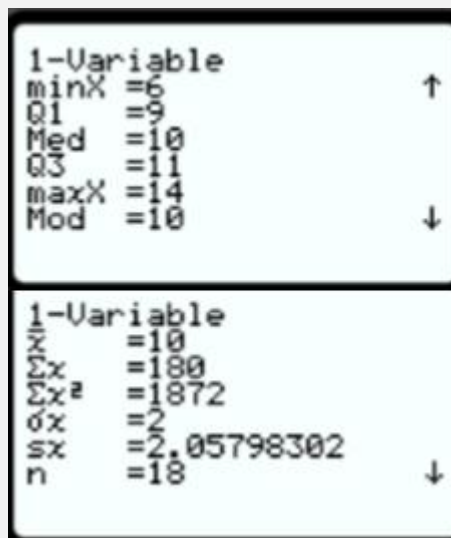 1-Variable
minX =6 ↑
Q1 =9
Med =10
Q3 =11
maxX =14
Mod =10 ↓
1-Variable
x̄ =10
Σx =180
Σx² =1872
σx =2
sx =2.05798302
n =18 ↓